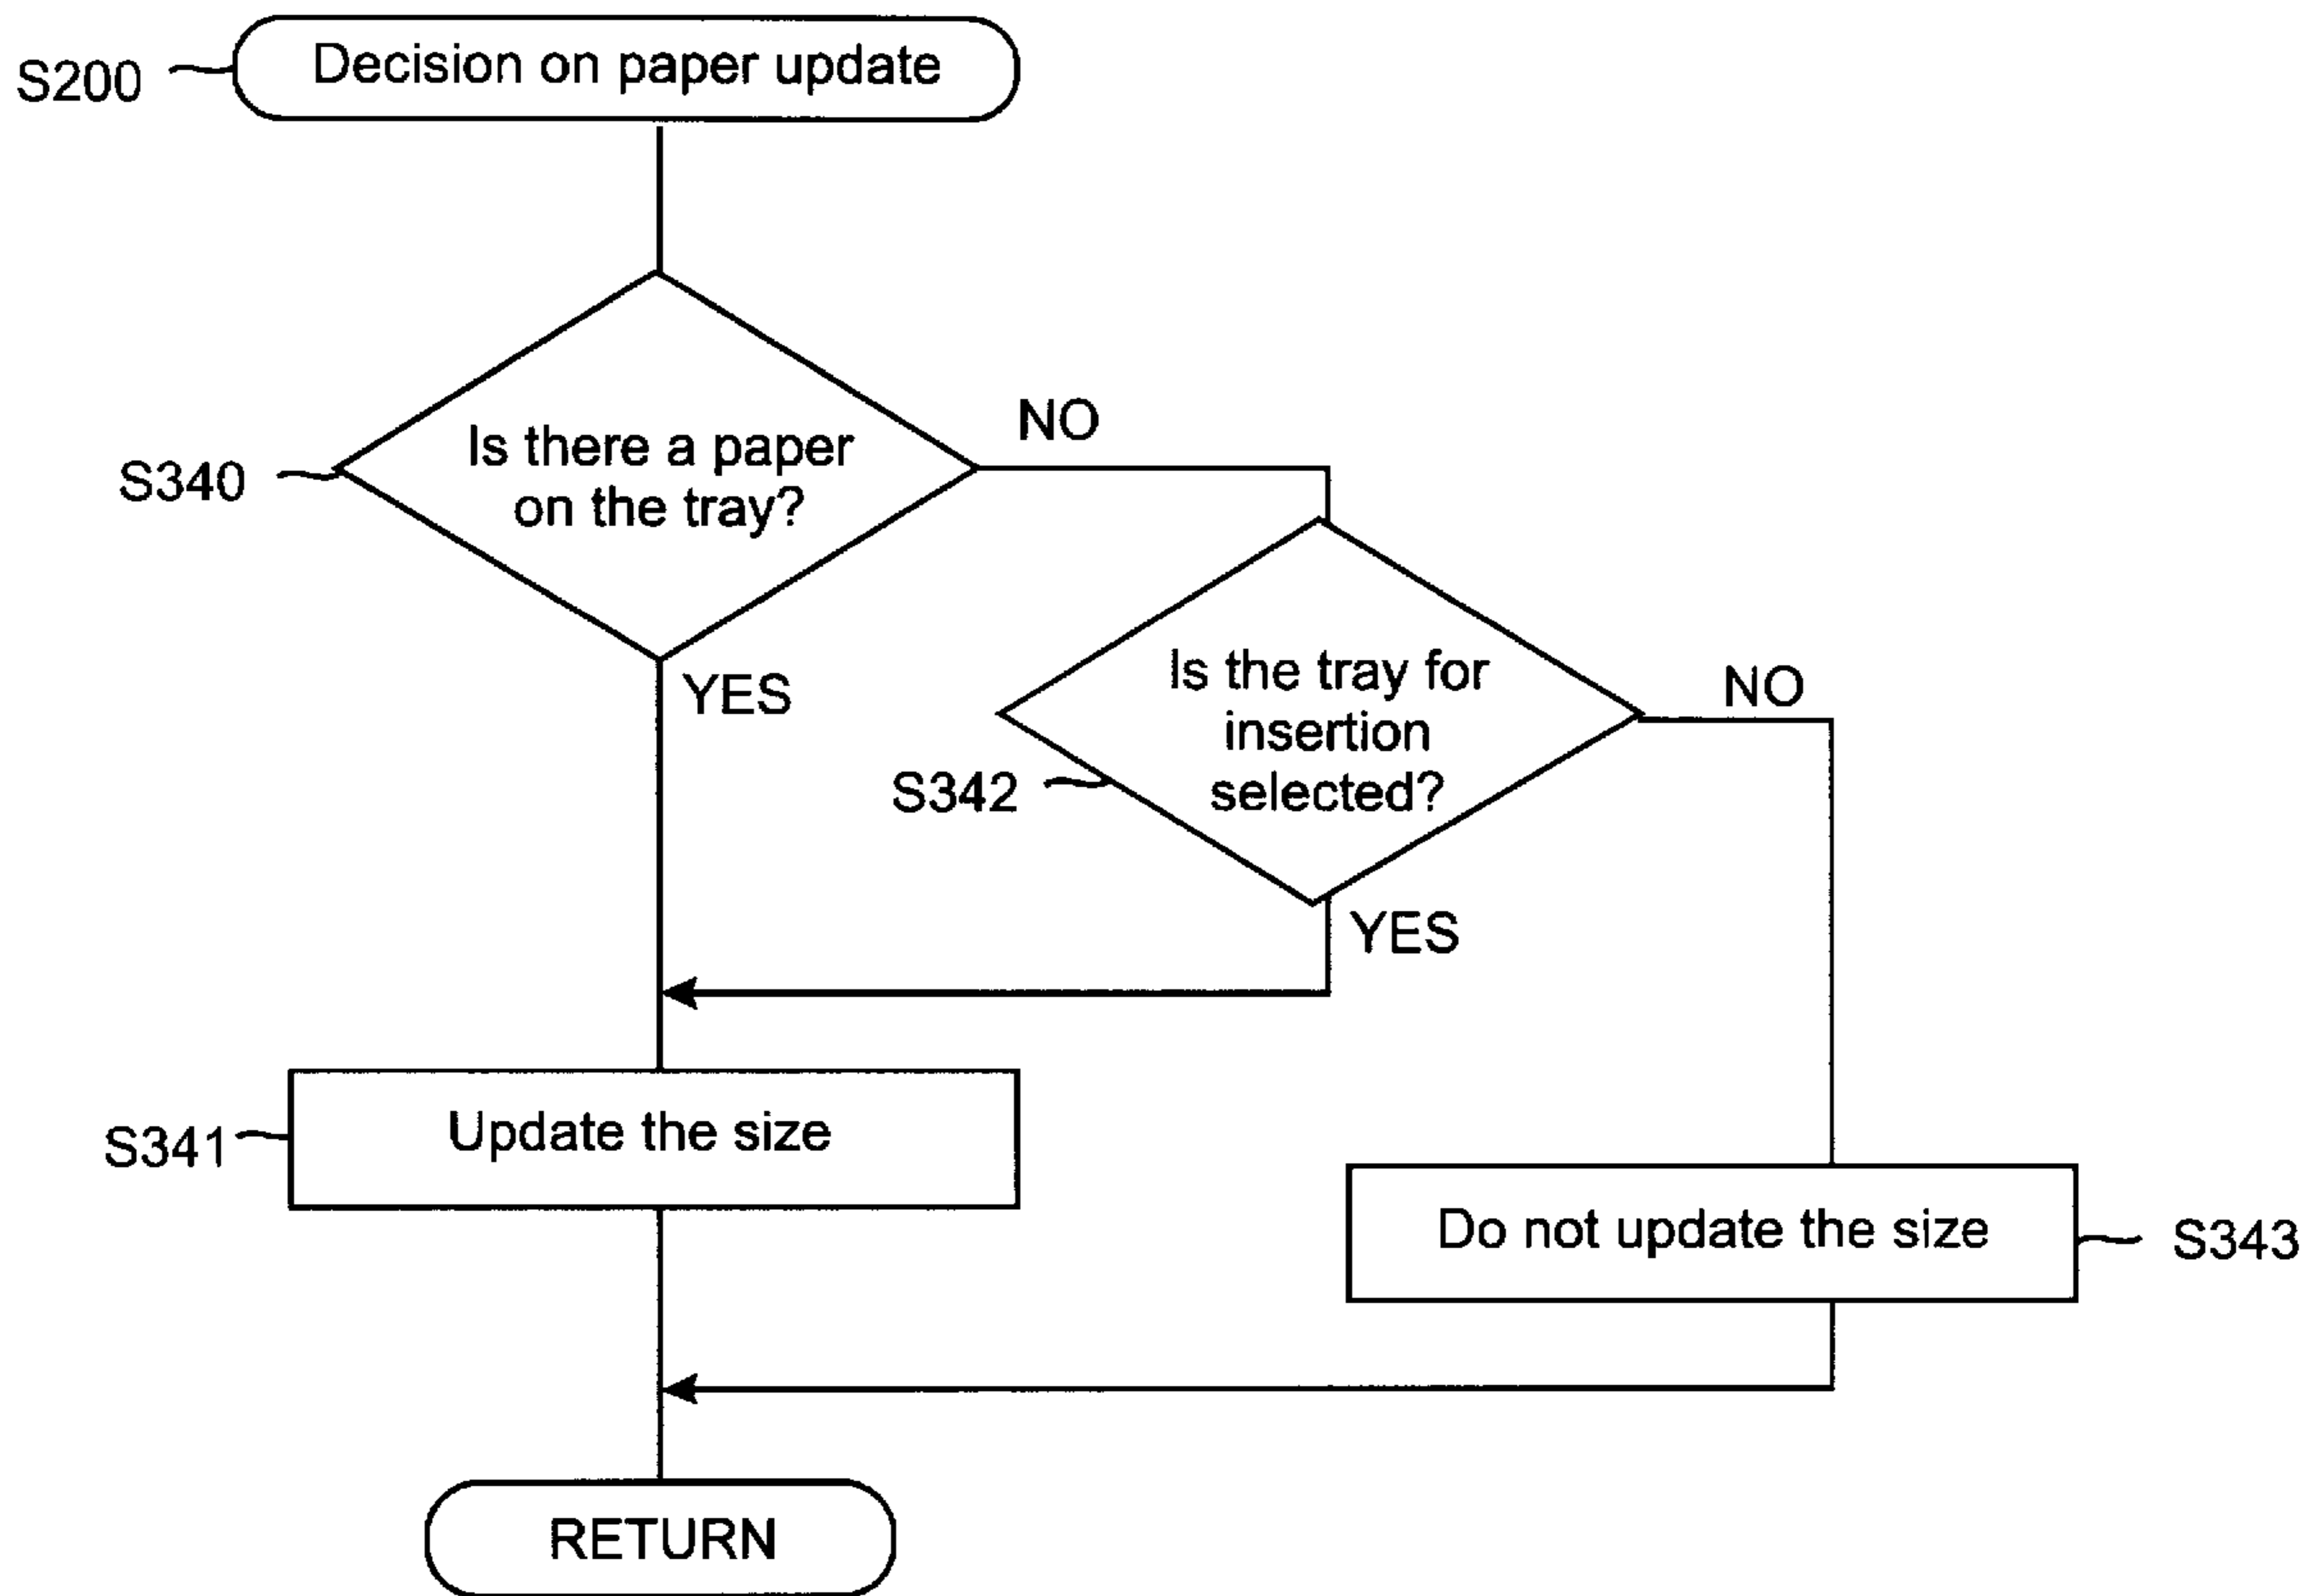 S200
Decision on paper update
S340
Is there a paper
on the tray?
NO
YES
S342
Is the tray for
insertion
selected?
NO
YES
S341
Update the size
Do not update the size
S343
RETURN